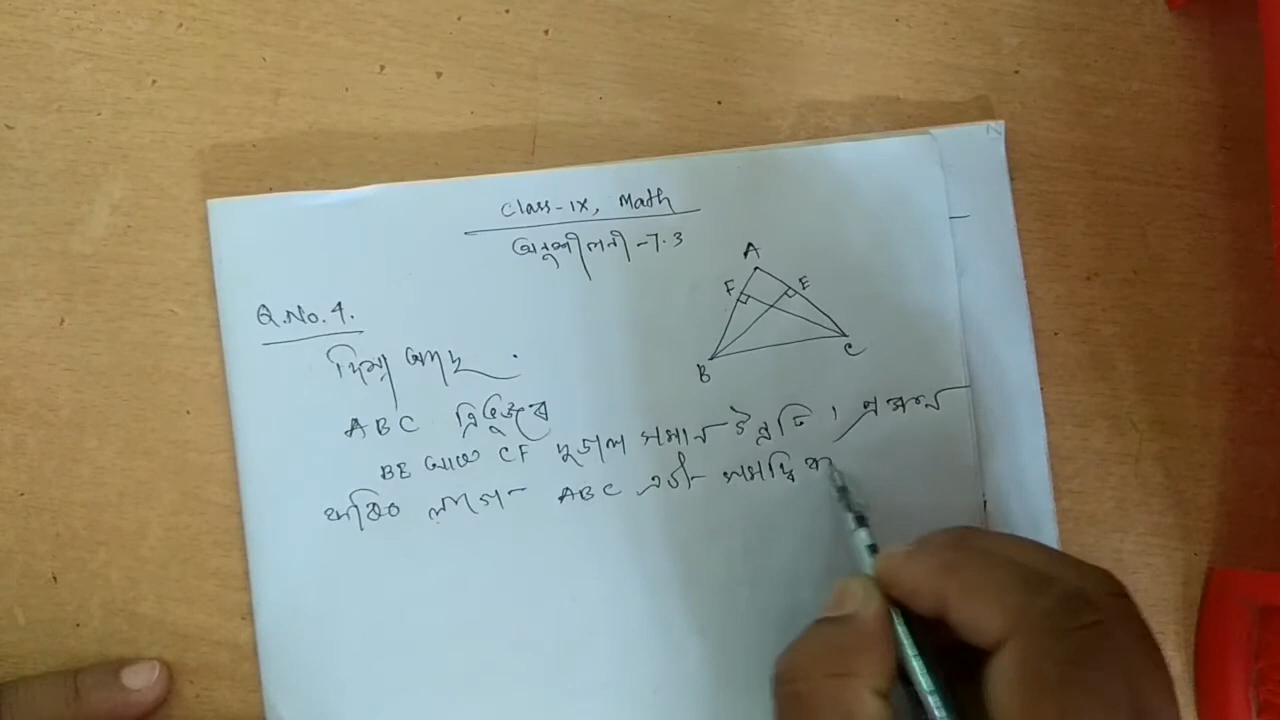 Class-IX, Math
অনুশীলনী-7.3
Q.No.4.
দিয়া আছে
ABC ত্ৰিভুজৰ
BE আৰু CF দুডাল সমান উন্নতি। প্ৰমাণ
কৰিব লাগে ABC এটা সমদ্বি
A
F
E
B
C